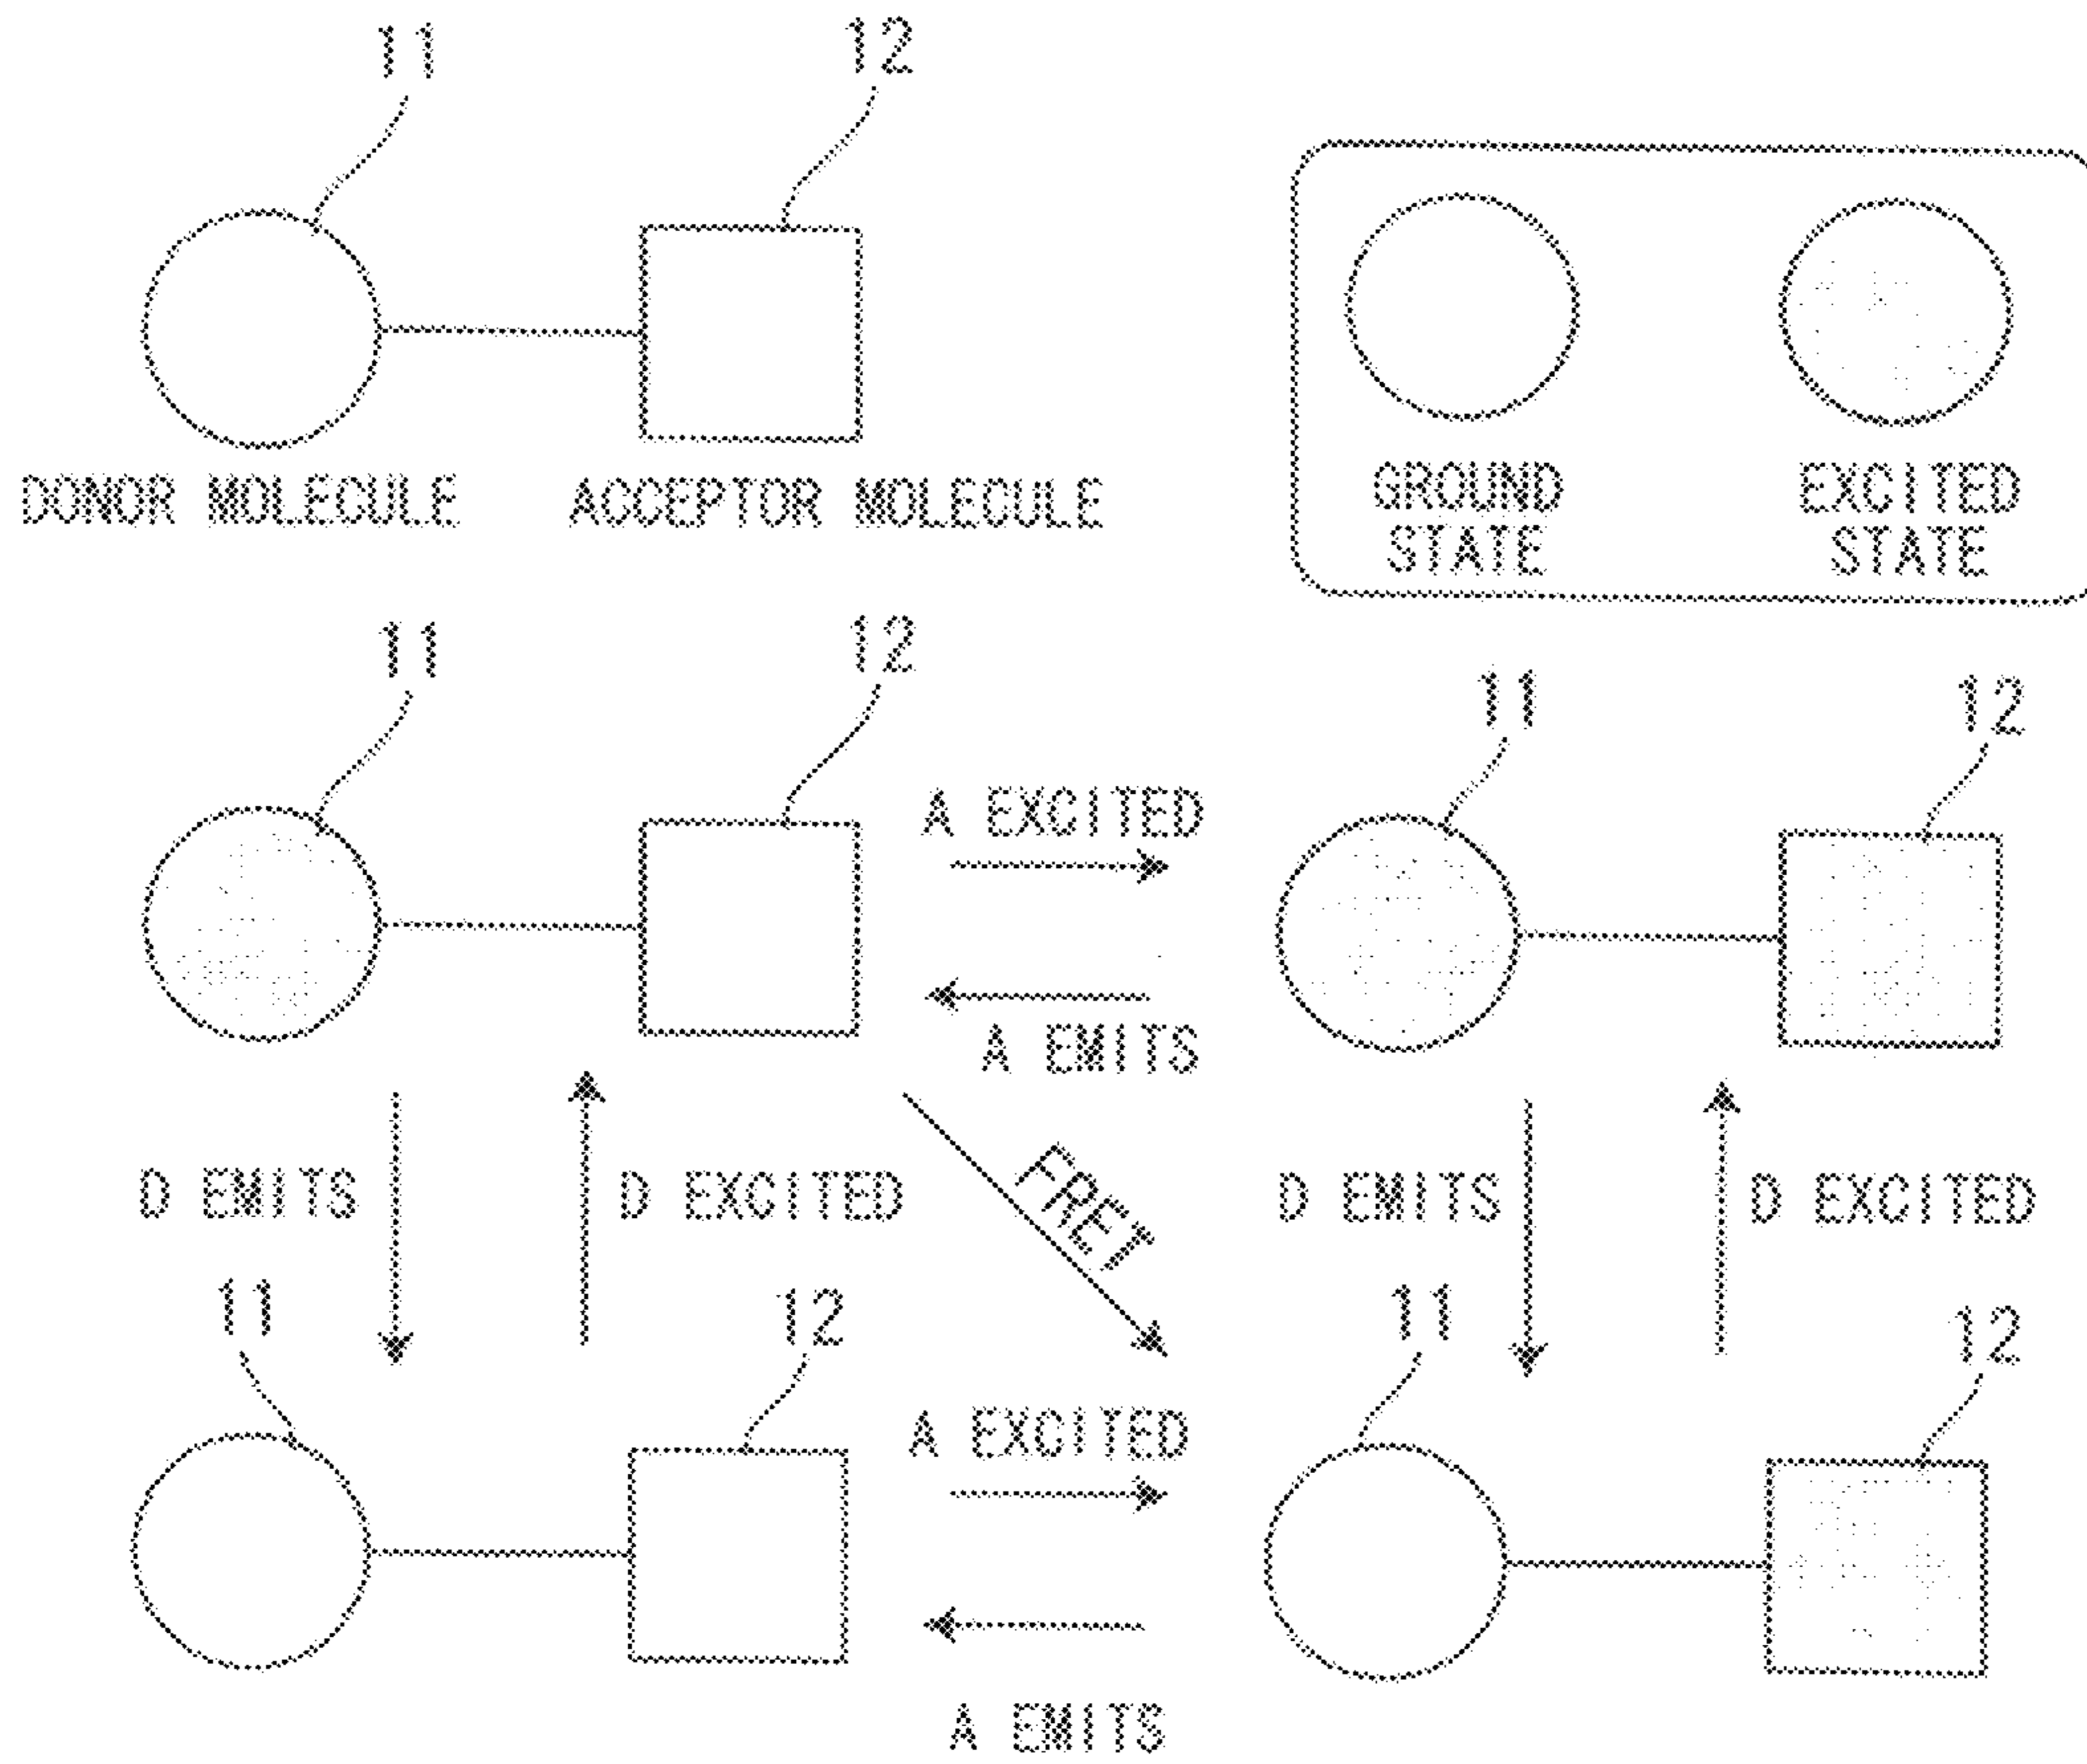 11
12
DONOR MOLECULE
ACCEPTOR MOLECULE
GROUND
STATE
EXCITED
STATE
11
12
11
12
A EXCITED
A EMITS
D EMITS
D EXCITED
FRET
D EMITS
D EXCITED
11
12
11
12
A EXCITED
A EMITS